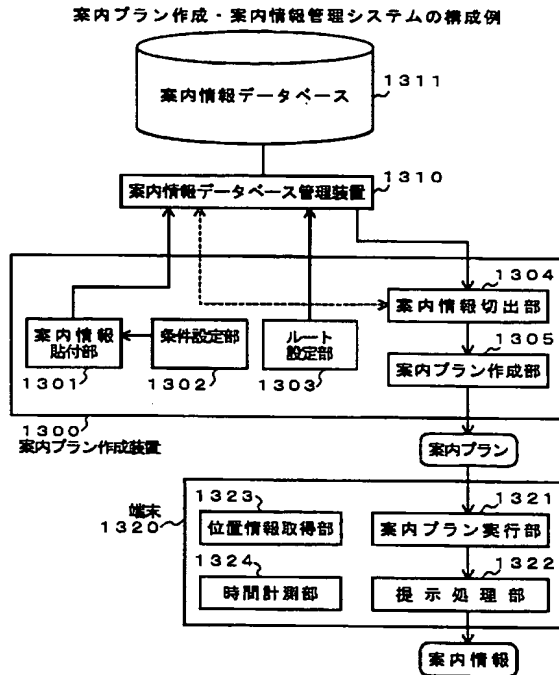 案内プラン作成・案内情報管理システムの構成例
1311
案内情報データベース
1310
案内情報データベース管理装置
1304
案内情報切出部
1305
案内情報
貼付部
条件設定部
ルート
設定部
案内プラン作成部
1301
1302
1303
1300
案内プラン作成装置
案内プラン
端末
1320
1323
位置情報取得部
1321
案内プラン実行部
1324
時間計測部
1322
提示処理部
案内情報